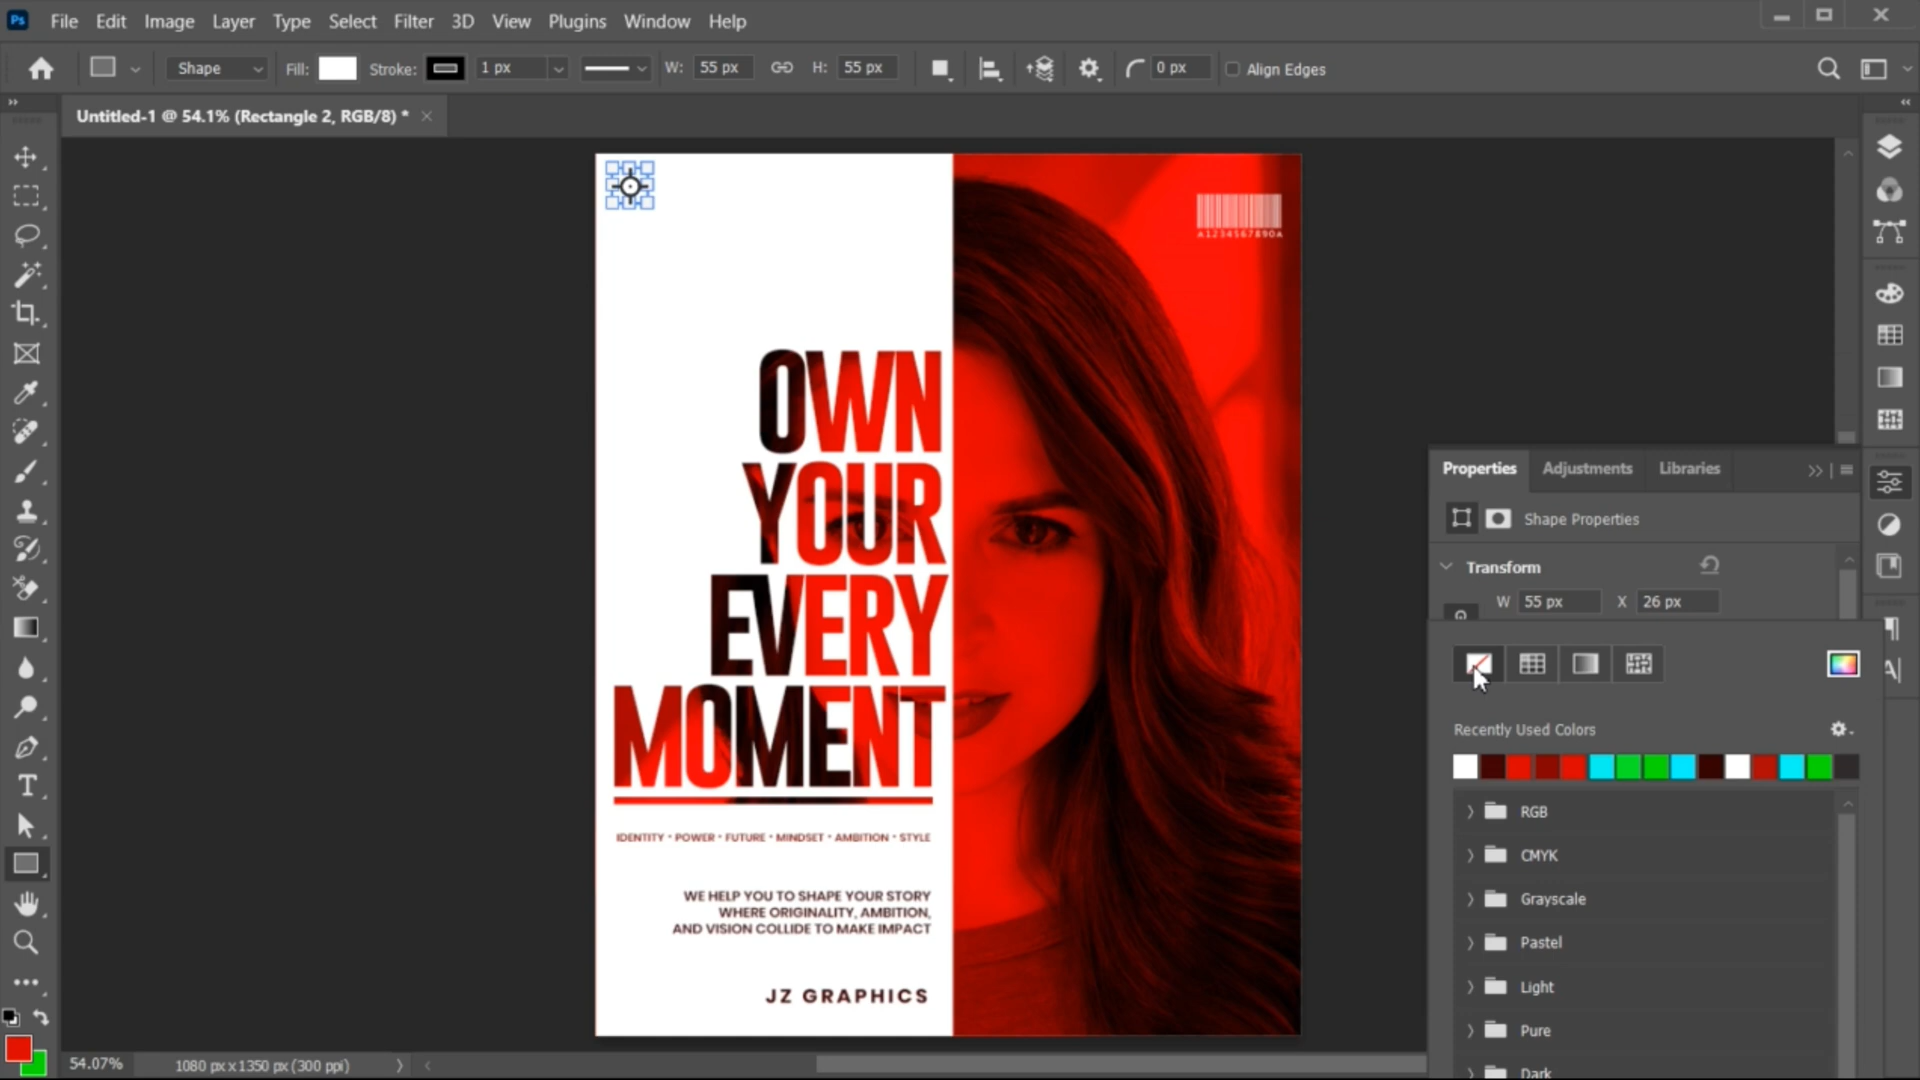 Ps File Edit Image Layer Type Select Filter 3D View Plugins Window Help
Shape Fill: Stroke: 1 px W: 55 px H: 55 px 0 px Align Edges
Untitled-1 @ 54.1% (Rectangle 2, RGB/8) *
A1234567890A
OWN
YOUR
EVERY
MOMENT
IDENTITY * POWER * FUTURE * MINDSET * AMBITION * STYLE
WE HELP YOU TO SHAPE YOUR STORY
WHERE ORIGINALITY, AMBITION,
AND VISION COLLIDE TO MAKE IMPACT
JZ GRAPHICS
Properties Adjustments Libraries
Shape Properties
Transform
W 55 px X 26 px
Recently Used Colors
RGB
CMYK
Grayscale
Pastel
Light
Pure
Dark
54.07% 1080 px x 1350 px (300 ppi)